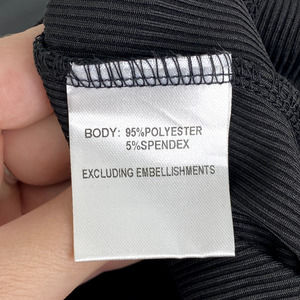 BODY: 95%POLYESTER
5%SPENDEX
EXCLUDING EMBELLISHMENTS